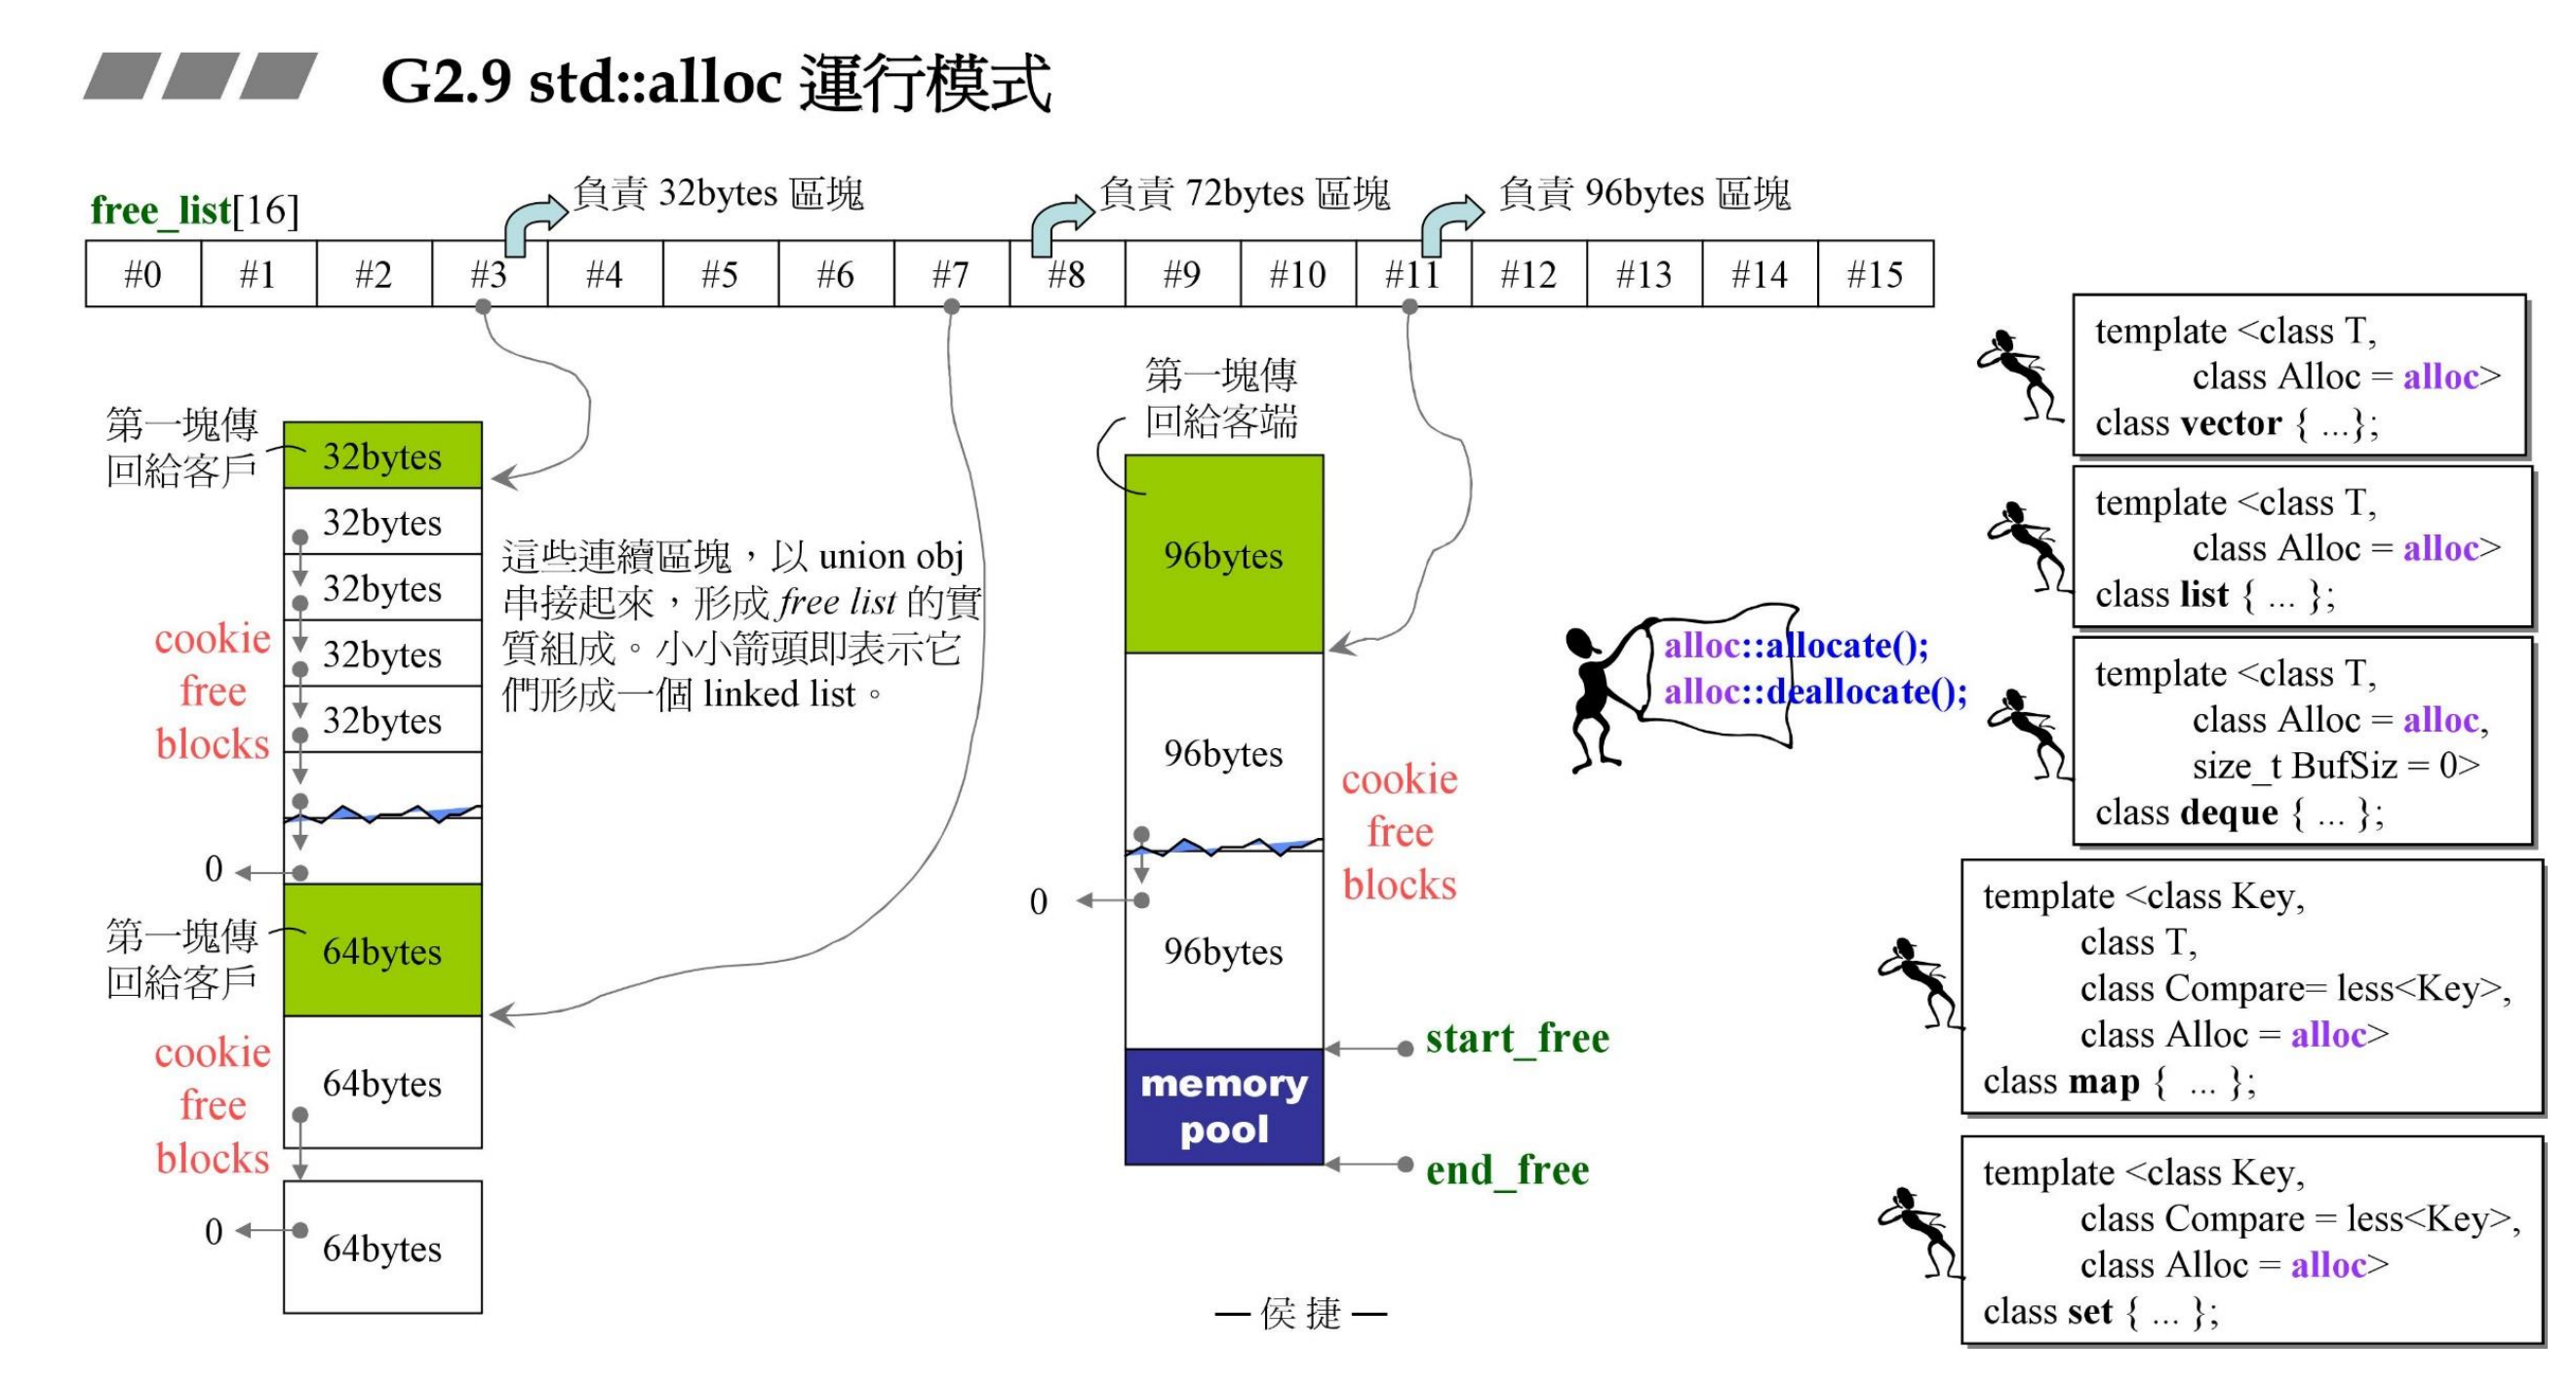 G2.9 std::alloc 運行模式
free_list[16]
負責 32bytes 區塊
負責 72bytes 區塊
負責 96bytes 區塊
#0 #1 #2 #3 #4 #5 #6 #7 #8 #9 #10 #11 #12 #13 #14 #15
第一塊傳
回給客戶
32bytes
32bytes
32bytes
32bytes
32bytes
cookie
free
blocks
0
這些連續區塊，以 union obj
串接起來，形成 free list 的實
質組成。小小箭頭即表示它
們形成一個 linked list。
第一塊傳
回給客戶
64bytes
cookie
free
blocks
64bytes
0
64bytes
第一塊傳
回給客端
96bytes
96bytes
cookie
free
blocks
0
96bytes
start_free
memory
pool
end_free
alloc::allocate();
alloc::deallocate();
template <class T,
class Alloc = alloc>
class vector { ...};
template <class T,
class Alloc = alloc>
class list { ... };
template <class T,
class Alloc = alloc,
size_t BufSiz = 0>
class deque { ... };
template <class Key,
class T,
class Compare= less<Key>,
class Alloc = alloc>
class map { ... };
template <class Key,
class Compare = less<Key>,
class Alloc = alloc>
class set { ... };
— 侯 捷 —